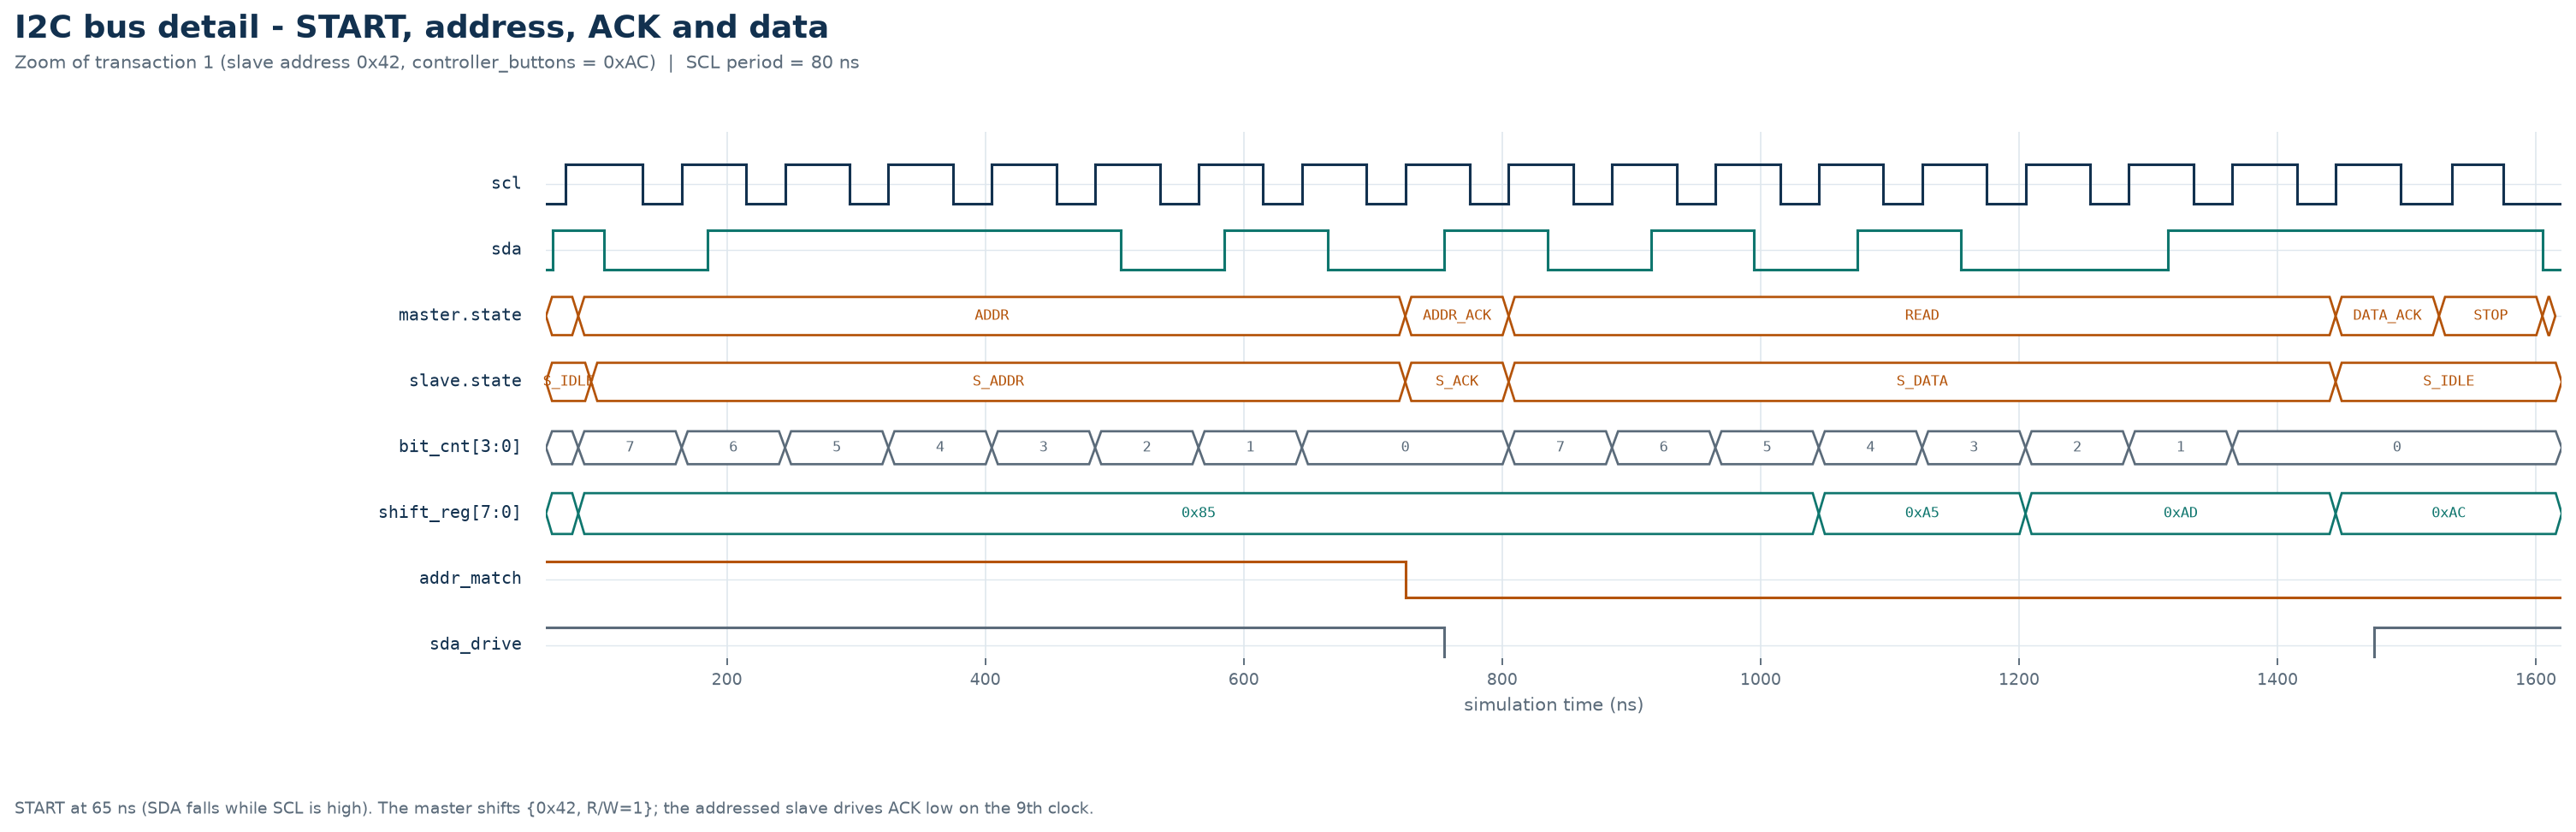 I2C bus detail - START, address, ACK and data
Zoom of transaction 1 (slave address 0x42, controller_buttons = 0xAC)  |  SCL period = 80 ns
scl
sda
master.state ADDR ADDR_ACK READ DATA_ACK STOP
slave.state S_IDLE S_ADDR S_ACK S_DATA S_IDLE
bit_cnt[3:0] 7 6 5 4 3 2 1 0 7 6 5 4 3 2 1 0
shift_reg[7:0] 0x85 0xA5 0xAD 0xAC
addr_match
sda_drive
200 400 600 800 1000 1200 1400 1600
simulation time (ns)
START at 65 ns (SDA falls while SCL is high). The master shifts {0x42, R/W=1}; the addressed slave drives ACK low on the 9th clock.